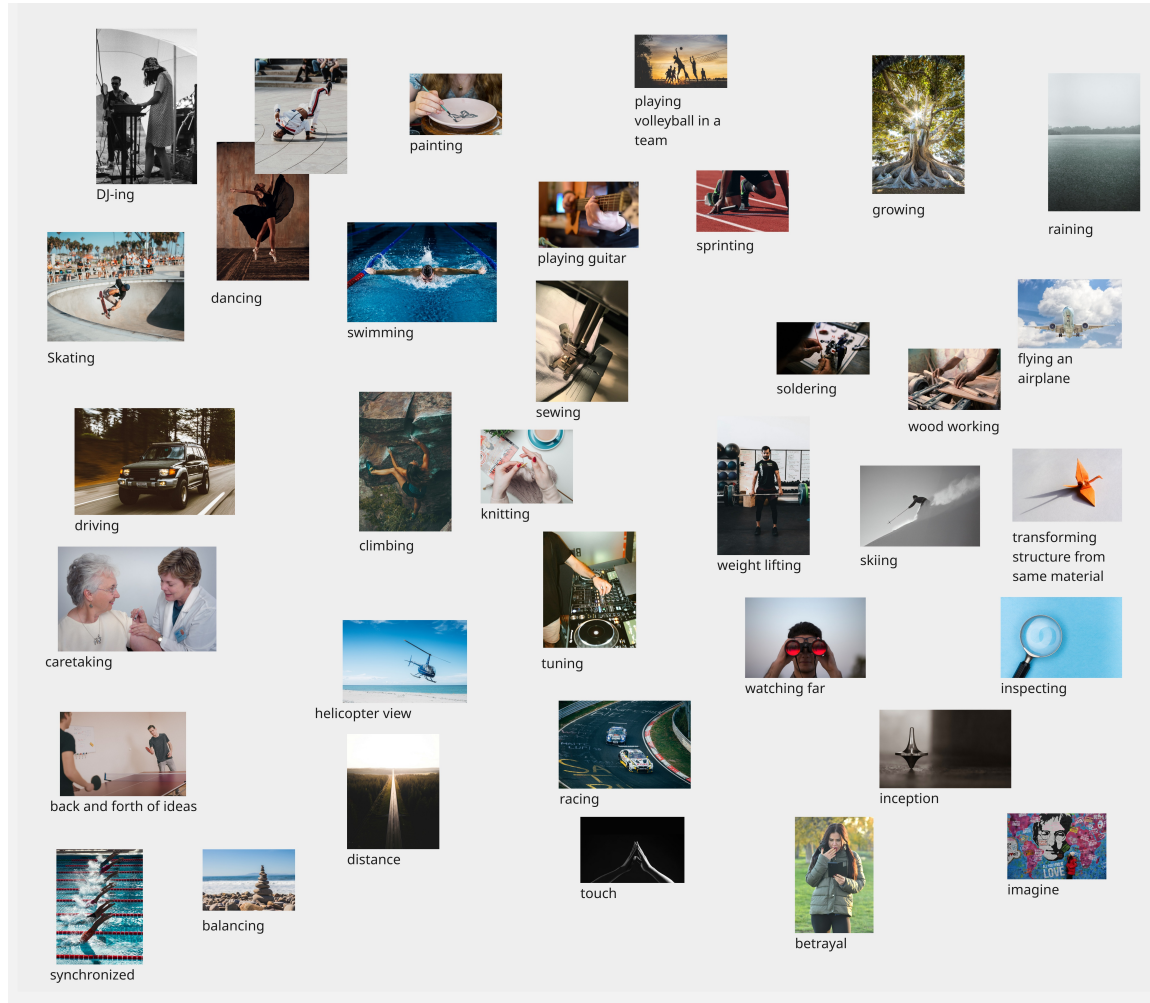 DJ-ing
painting
playing
volleyball in a
team
growing
raining
dancing
playing guitar
sprinting
Skating
swimming
sewing
soldering
wood working
flying an
airplane
driving
climbing
knitting
weight lifting
skiing
transforming
structure from
same material
caretaking
helicopter view
tuning
watching far
inspecting
back and forth of ideas
distance
racing
inception
synchronized
balancing
touch
betrayal
LOVE
imagine